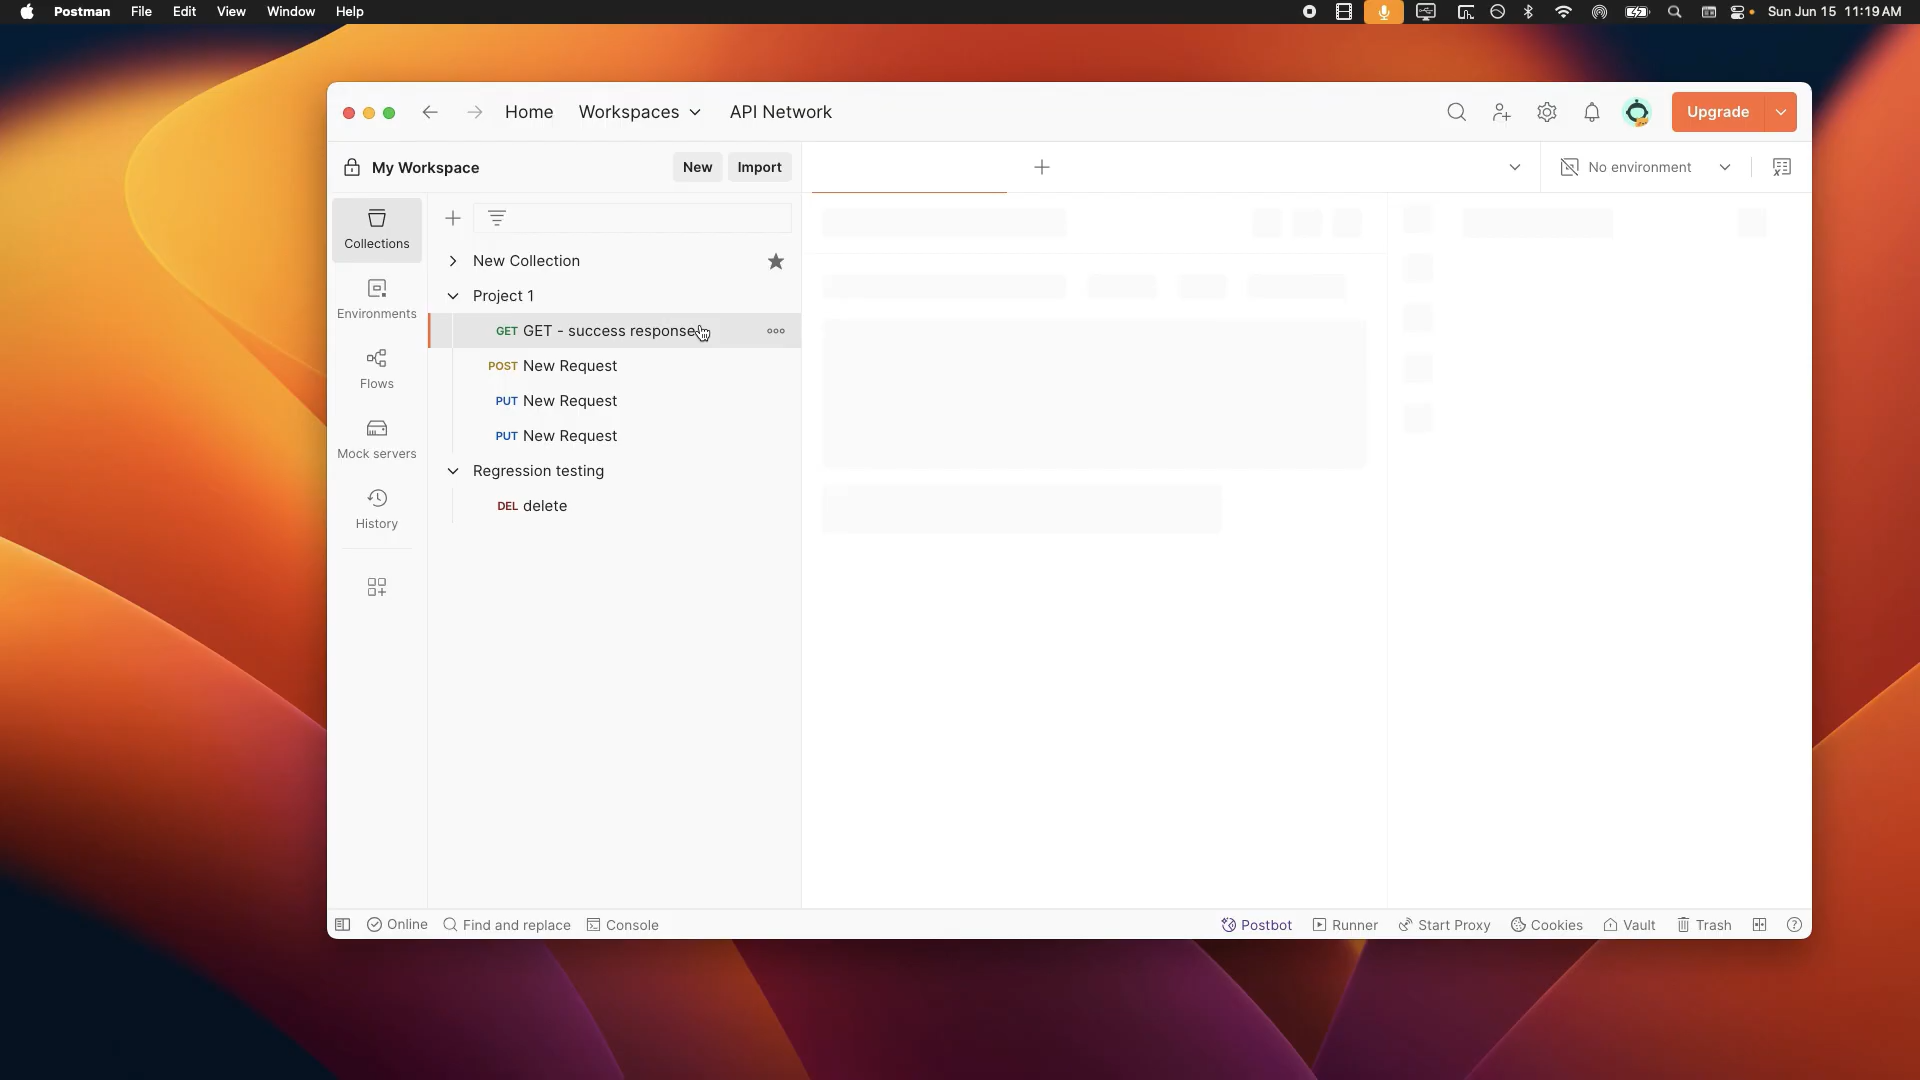 Postman File Edit View Window Help Sun Jun 15 11:19 AM
Home Workspaces API Network Upgrade
My Workspace New Import No environment
Collections
New Collection
Environments
Project 1
GET GET - success response
Flows
POST New Request
PUT New Request
Mock servers
PUT New Request
Regression testing
History
DEL delete
Online Find and replace Console Postbot Runner Start Proxy Cookies Vault Trash